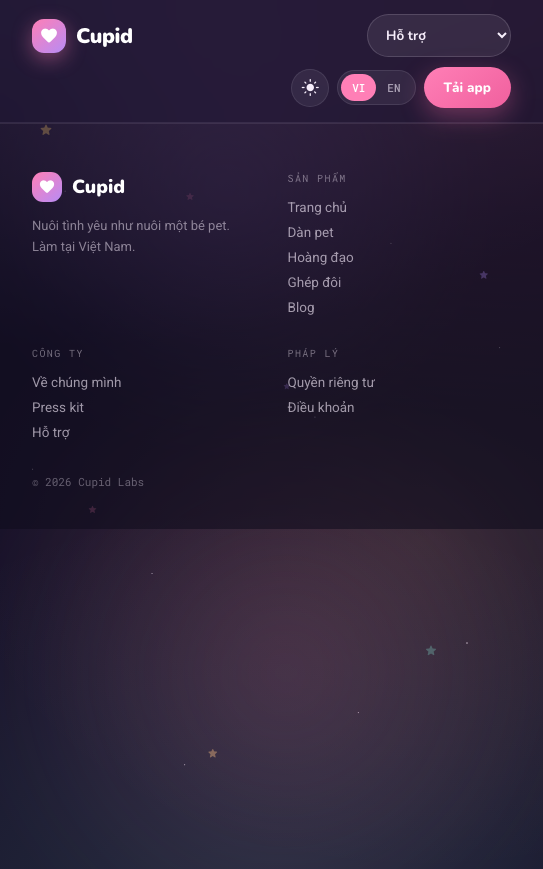 Cupid
Hỗ trợ
VI EN
Tải app
Cupid
Nuôi tình yêu như nuôi một bé pet.
Làm tại Việt Nam.
SẢN PHẨM
Trang chủ
Dàn pet
Hoàng đạo
Ghép đôi
Blog
CÔNG TY
Về chúng mình
Press kit
Hỗ trợ
PHÁP LÝ
Quyền riêng tư
Điều khoản
© 2026 Cupid Labs